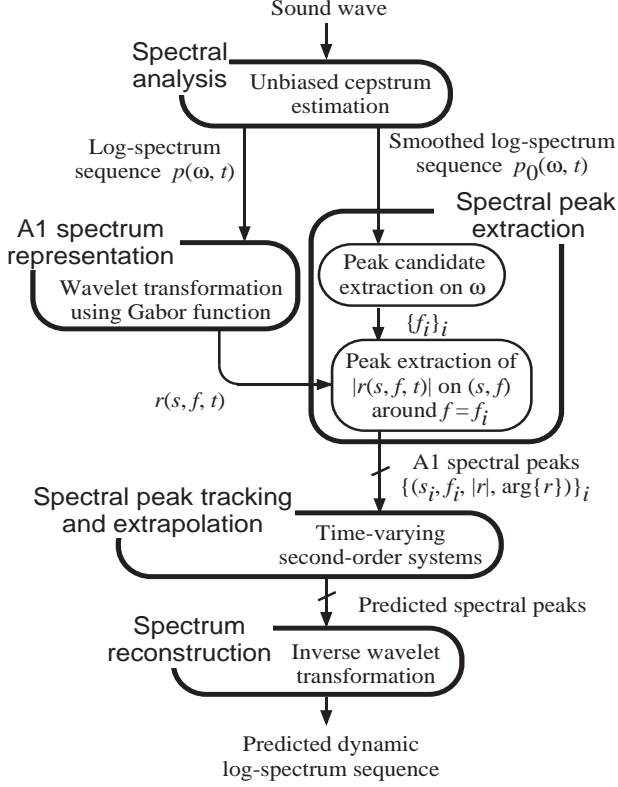 Sound wave
Spectral
analysis
Unbiased cepstrum
estimation
Log-spectrum
sequence p(ω, t)
Smoothed log-spectrum
sequence p₀(ω, t)
A1 spectrum
representation
Wavelet transformation
using Gabor function
Spectral peak
extraction
Peak candidate
extraction on ω
{fᵢ}ᵢ
Peak extraction of
|r(s, f, t)| on (s, f)
around f = fᵢ
r(s, f, t)
A1 spectral peaks
{(sᵢ, fᵢ, |r|, arg{r})}ᵢ
Spectral peak tracking
and extrapolation
Time-varying
second-order systems
Predicted spectral peaks
Spectrum
reconstruction
Inverse wavelet
transformation
Predicted dynamic
log-spectrum sequence